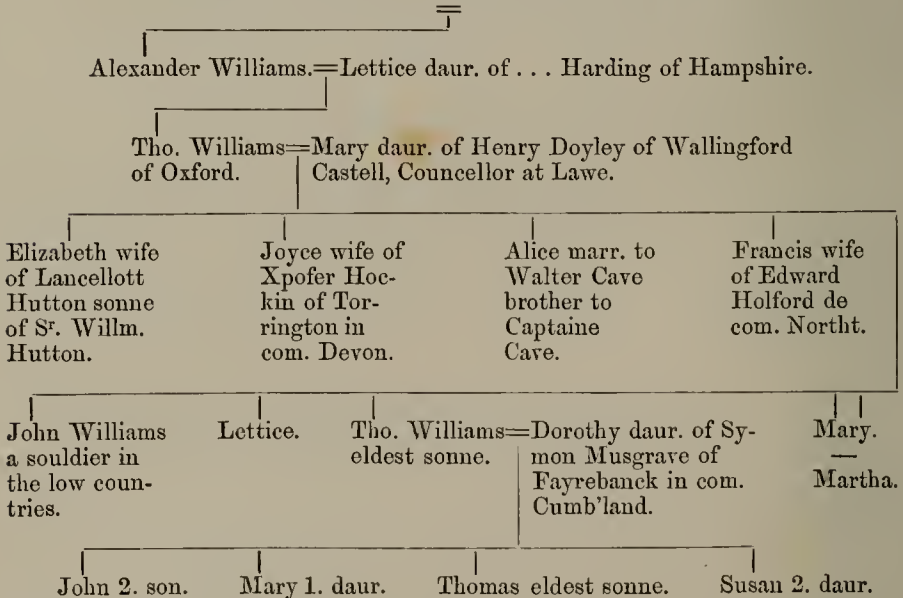 Alexander Williams.=Lettice daur. of . . . Harding of Hampshire.
Tho. Williams=Mary daur. of Henry Doyley of Wallingford
of Oxford. Castell, Councellor at Lawe.
Elizabeth wife
of Lancellott
Hutton sonne
of Sr. Willm.
Hutton.
Joyce wife of
Xpofer Hoc-
kin of Tor-
rington in
com. Devon.
Alice marr. to
Walter Cave
brother to
Captaine
Cave.
Francis wife
of Edward
Holford de
com. Northt.
John Williams
a souldier in
the low coun-
tries.
Lettice.
Tho. Williams=Dorothy daur. of Sy-
eldest sonne. mon Musgrave of
Fayrebanck in com.
Cumb'land.
Mary.
—
Martha.
John 2. son. Mary 1. daur. Thomas eldest sonne. Susan 2. daur.